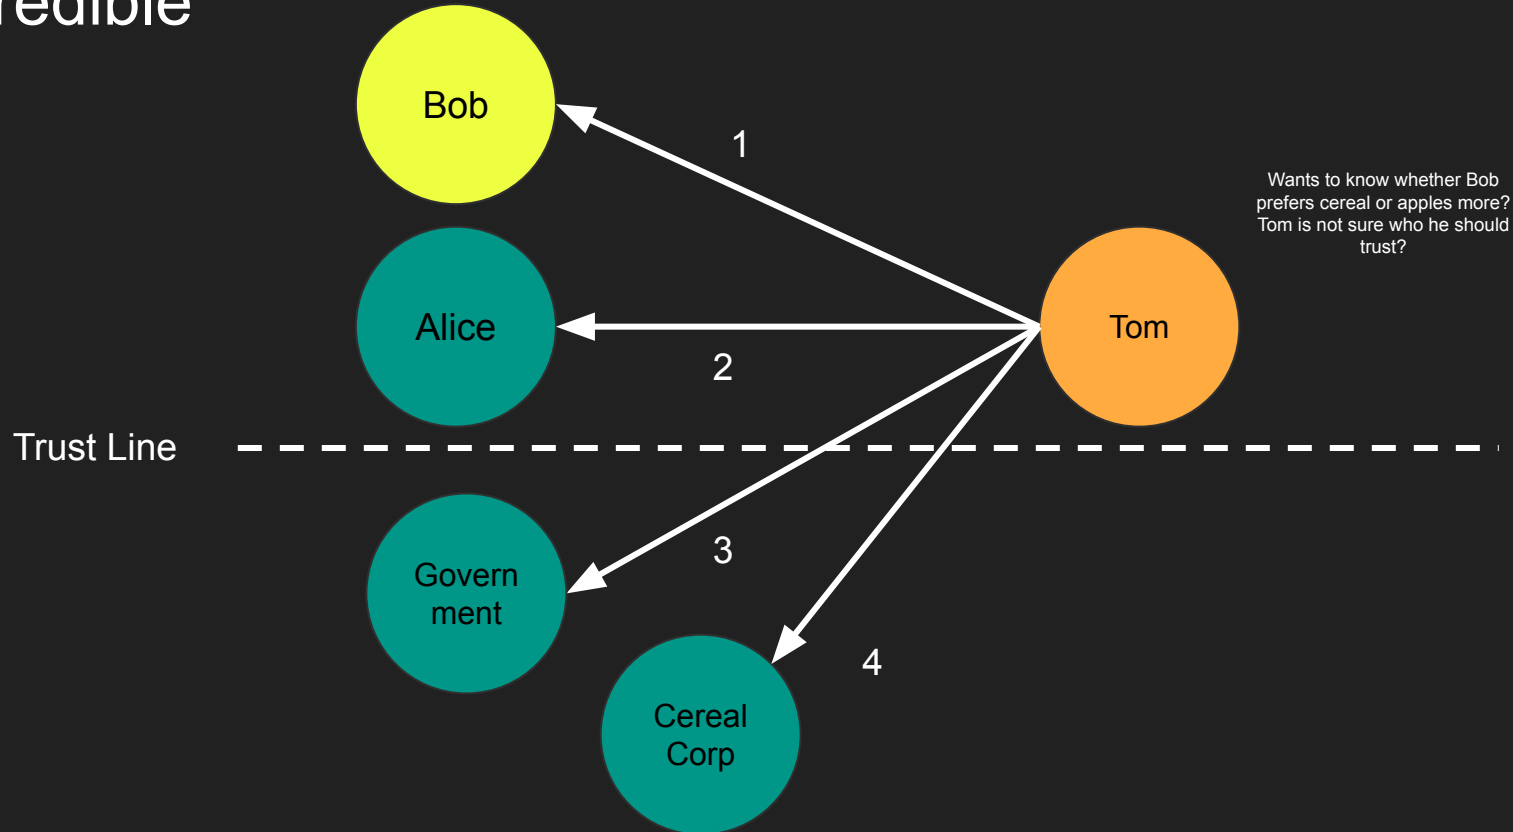 redible
Bob
1
Wants to know whether Bob
prefers cereal or apples more?
Tom is not sure who he should
trust?
Alice
Tom
2
Trust Line
3
Govern
ment
4
Cereal
Corp